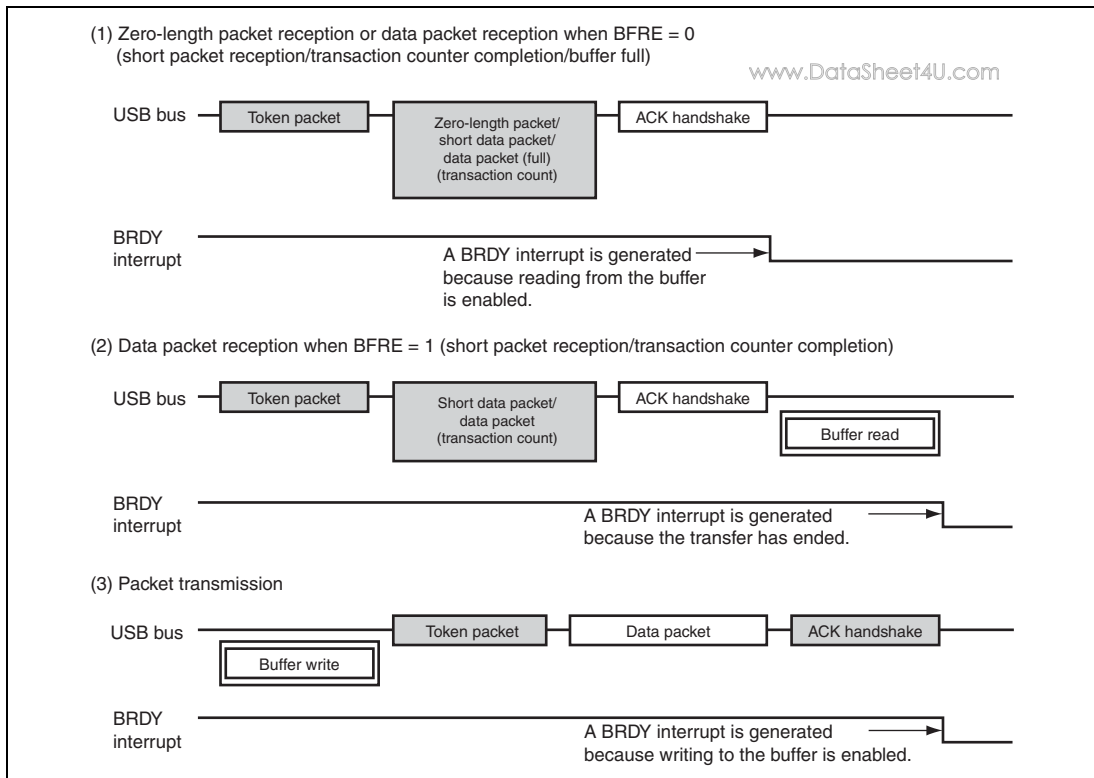 (1) Zero-length packet reception or data packet reception when BFRE = 0
(short packet reception/transaction counter completion/buffer full)
www.DataSheet4U.com
USB bus
Token packet
Zero-length packet/
short data packet/
data packet (full)
(transaction count)
ACK handshake
BRDY
interrupt
A BRDY interrupt is generated
because reading from the buffer
is enabled.
(2) Data packet reception when BFRE = 1 (short packet reception/transaction counter completion)
USB bus
Token packet
Short data packet/
data packet
(transaction count)
ACK handshake
Buffer read
BRDY
interrupt
A BRDY interrupt is generated
because the transfer has ended.
(3) Packet transmission
USB bus
Token packet
Data packet
ACK handshake
Buffer write
BRDY
interrupt
A BRDY interrupt is generated
because writing to the buffer is enabled.